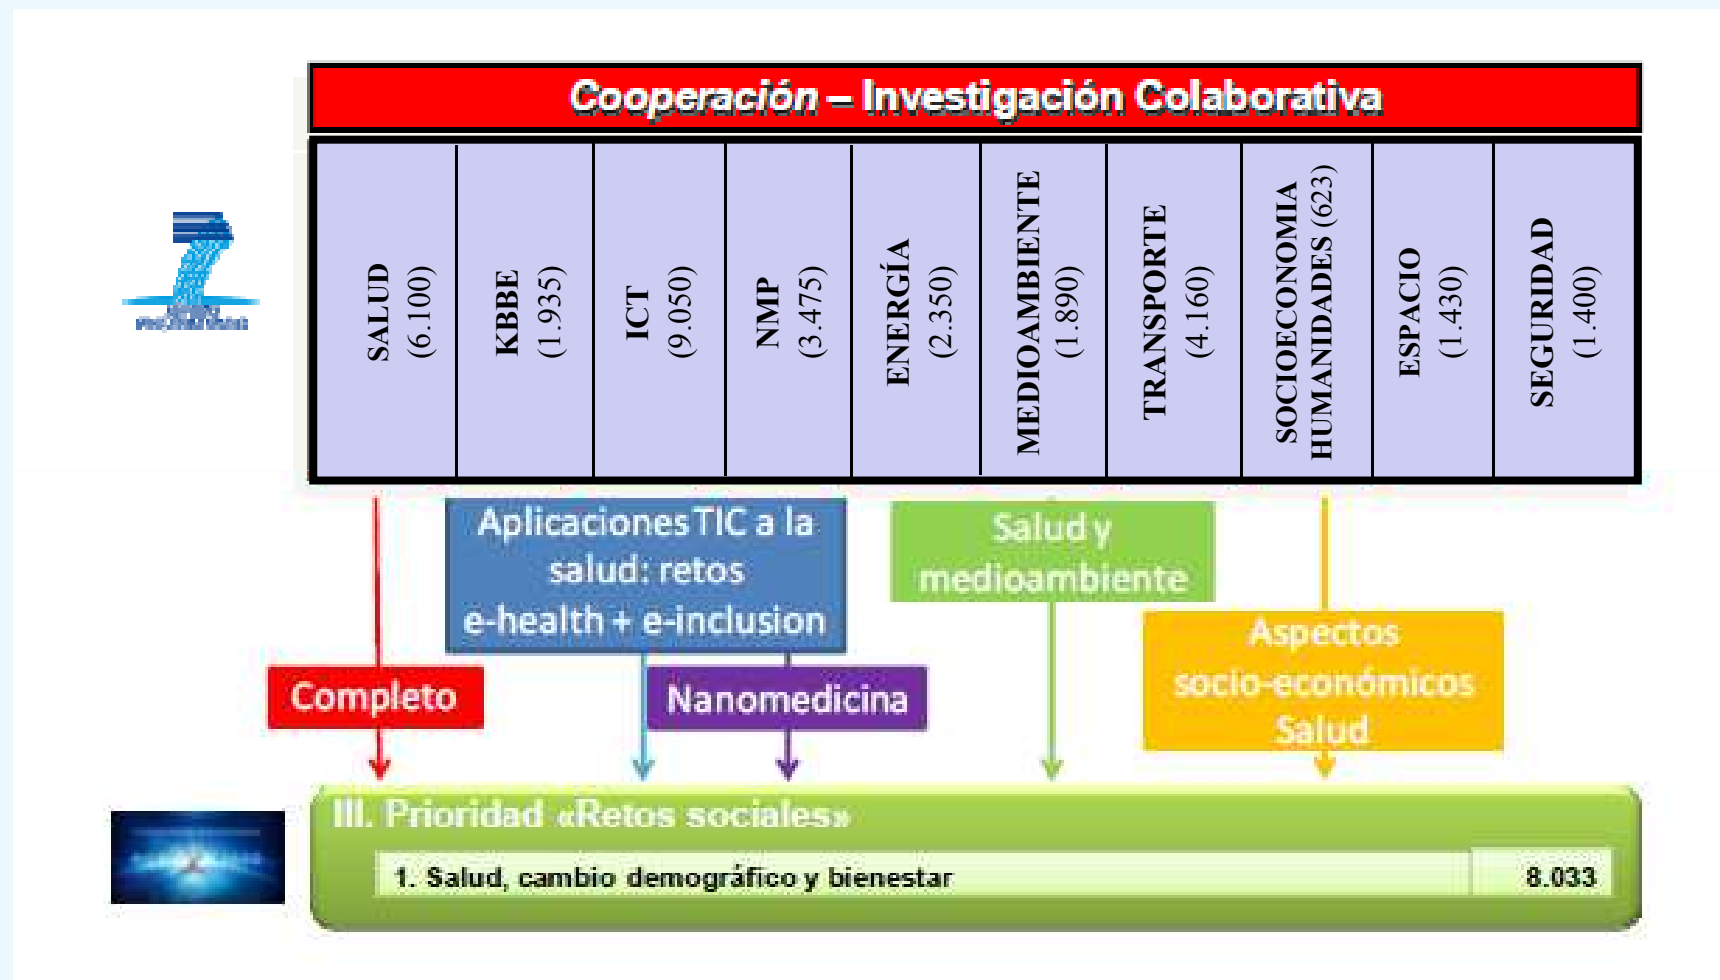 Cooperación – Investigación Colaborativa
SALUD
(6.100)
KBBE
(1.935)
ICT
(9.050)
NMP
(3.475)
ENERGÍA
(2.350)
MEDIOAMBIENTE
(1.890)
TRANSPORTE
(4.160)
SOCIOECONOMIA
HUMANIDADES (623)
ESPACIO
(1.430)
SEGURIDAD
(1.400)
Aplicaciones TIC a la
salud: retos
e-health + e-inclusion
Salud y
medioambiente
Aspectos
socio-económicos
Salud
Completo
Nanomedicina
III. Prioridad «Retos sociales»
1. Salud, cambio demográfico y bienestar 8.033